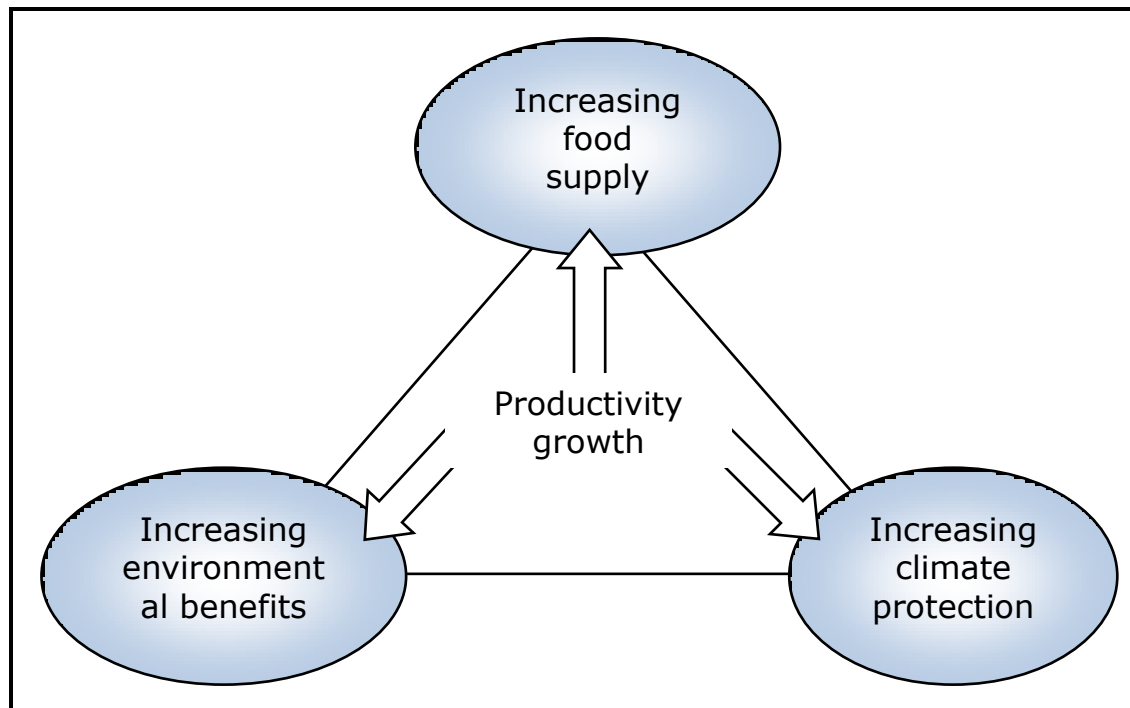 Increasing
food
supply
Productivity
growth
Increasing
environment
al benefits
Increasing
climate
protection